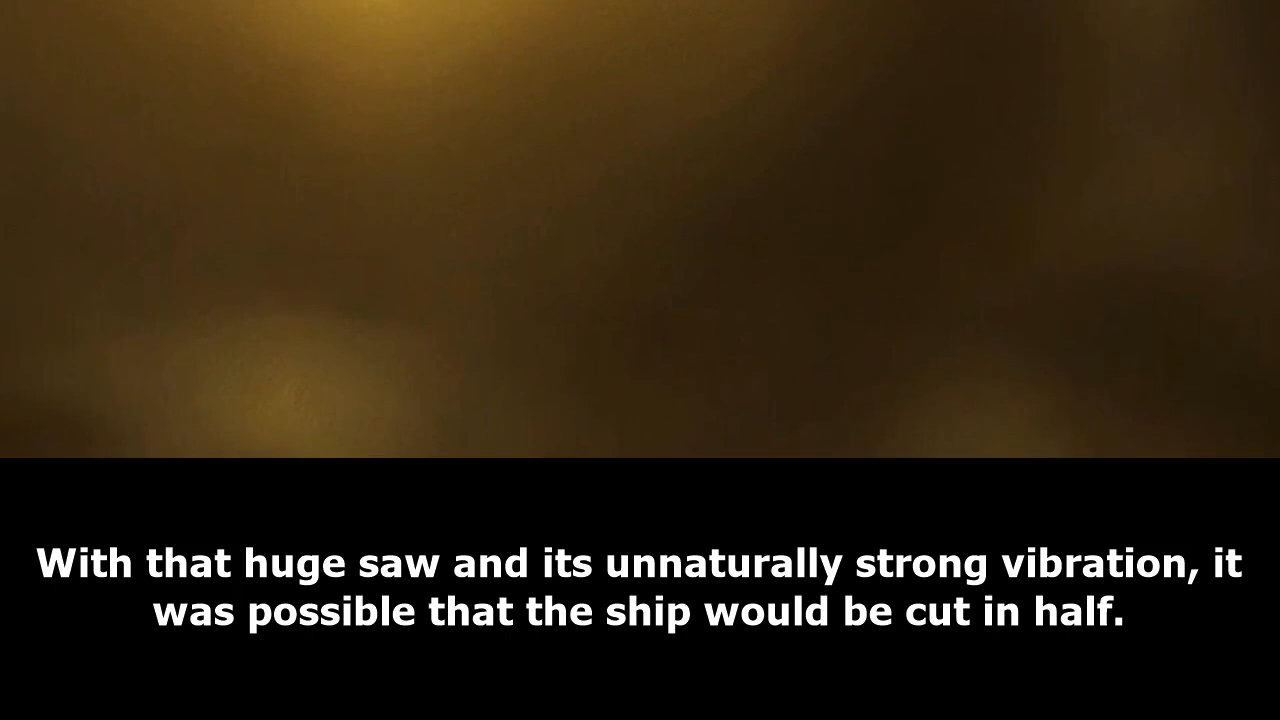 With that huge saw and its unnaturally strong vibration, it
was possible that the ship would be cut in half.